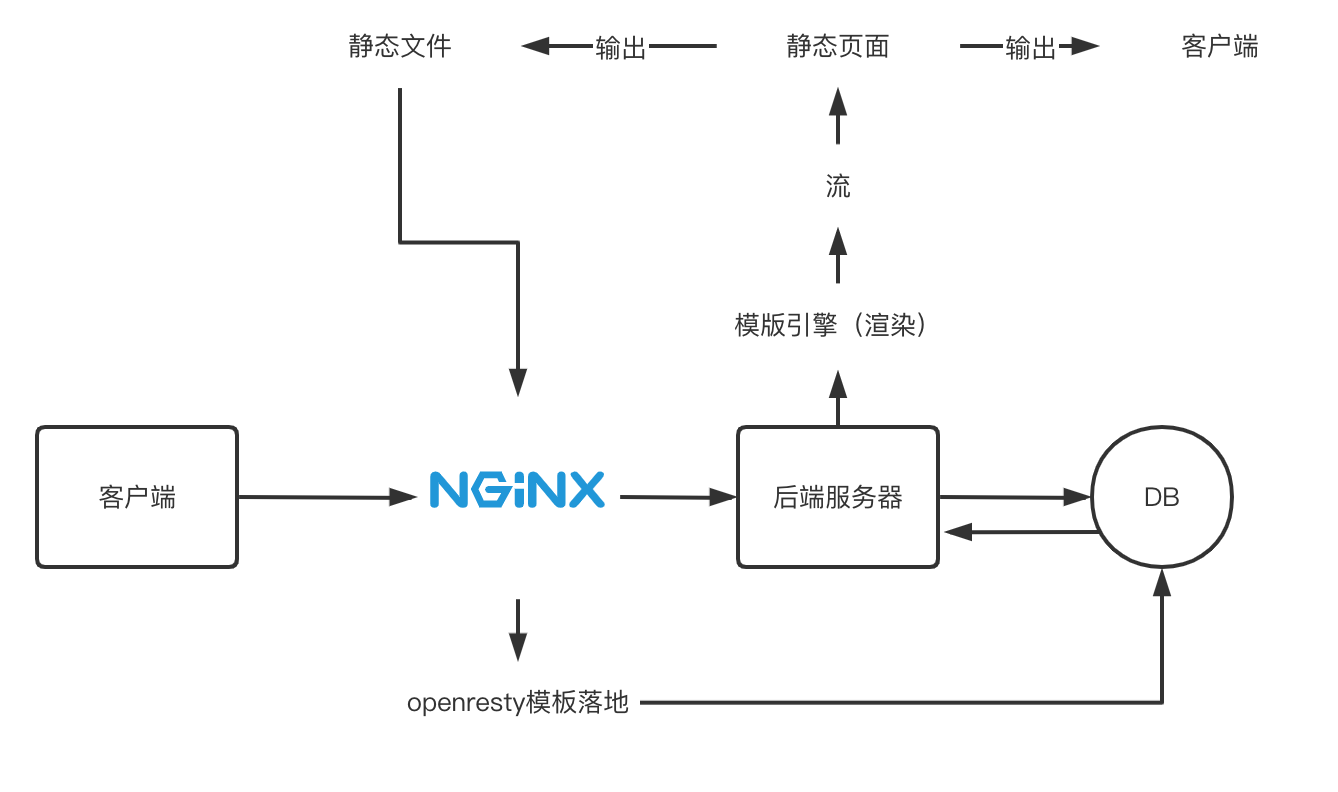 静态文件
输出
静态页面
输出
客户端
流
模版引擎（渲染）
客户端
NGiNX
后端服务器
DB
openresty模板落地